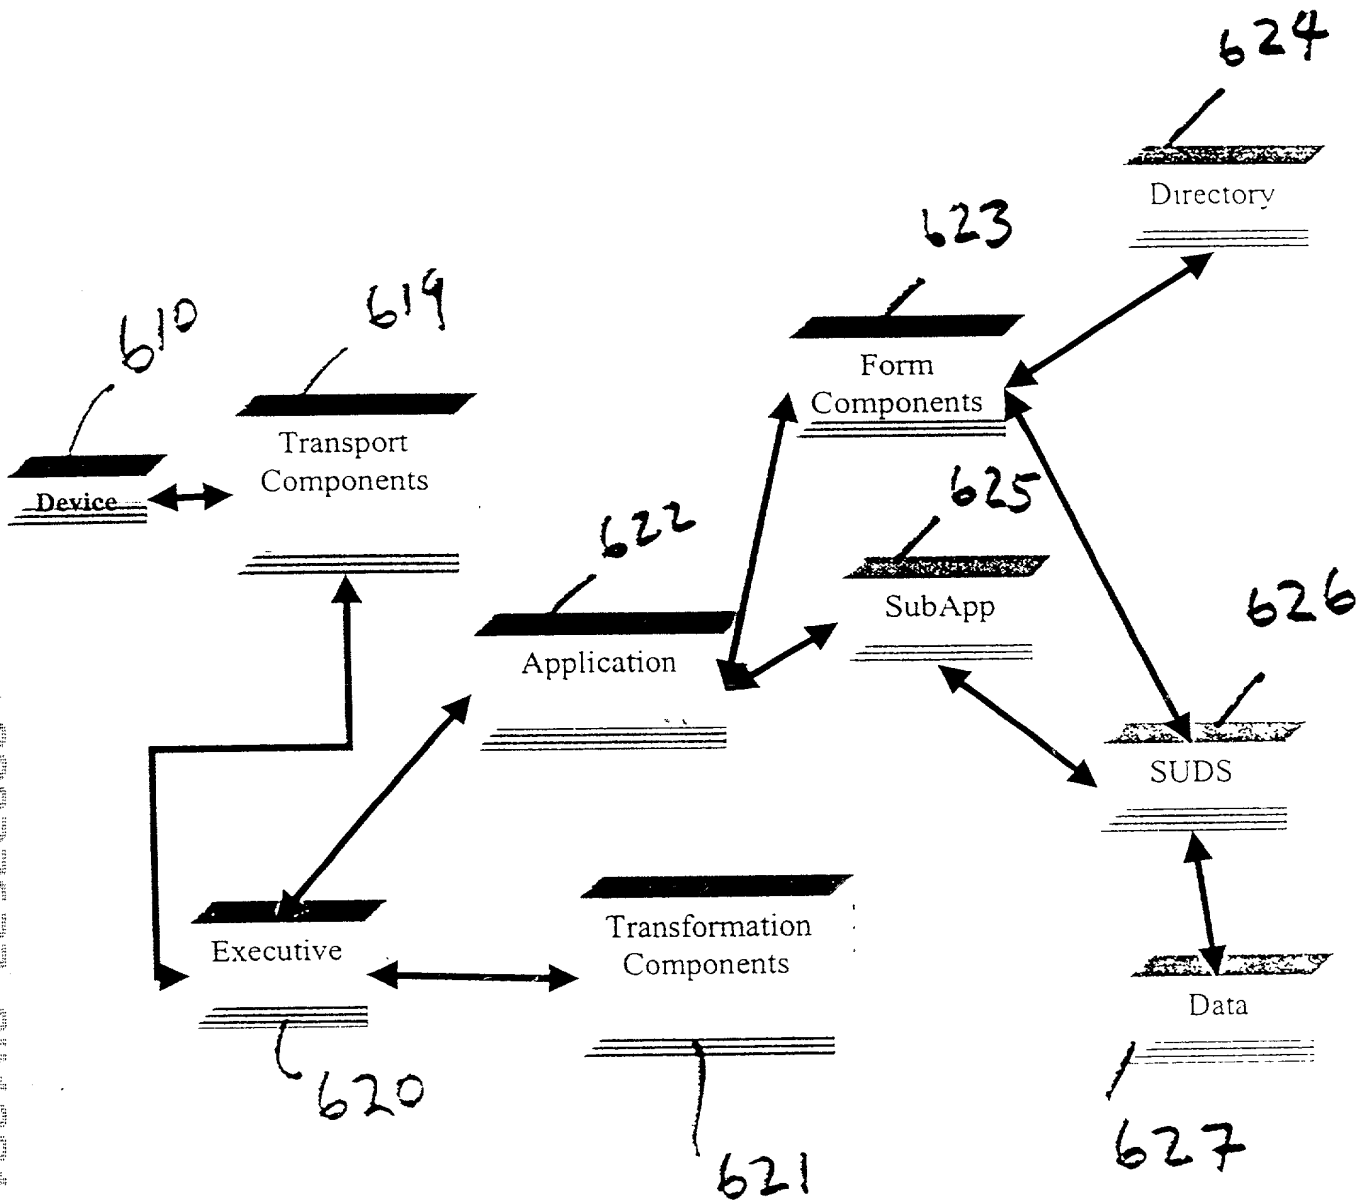 624
Directory
623
Form
Components
610
619
Transport
Components
Device
625
SubApp
622
Application
626
SUDS
Executive
620
Transformation
Components
621
Data
627